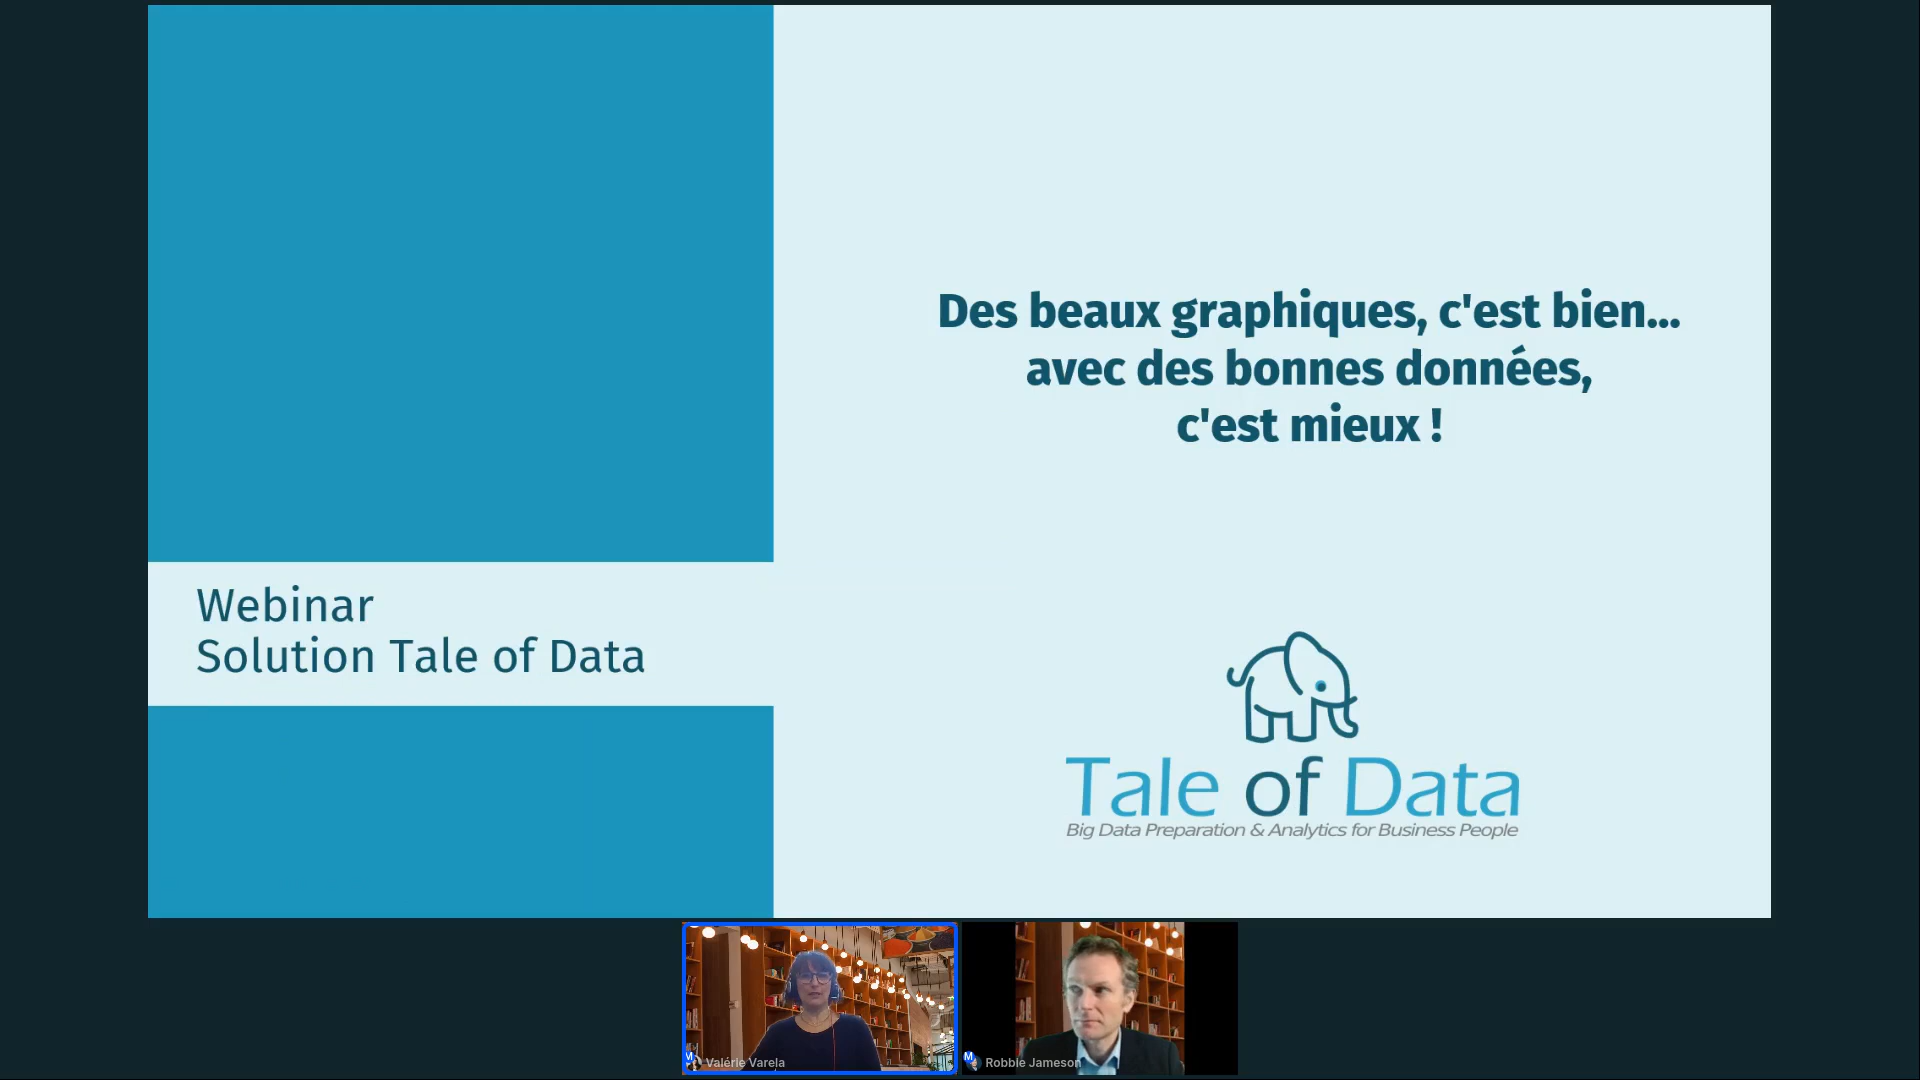 Des beaux graphiques, c'est bien...
avec des bonnes données,
c'est mieux !
Webinar
Solution Tale of Data
Tale of Data
Big Data Preparation & Analytics for Business People
M
Valérie Varela
M
Robbie Jameson